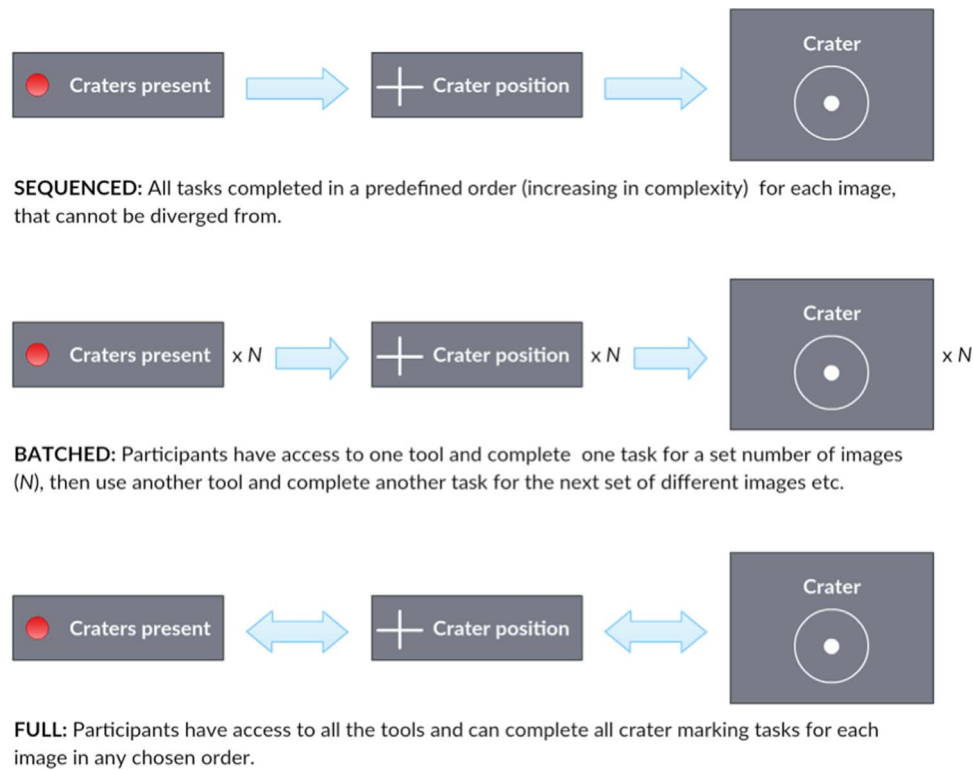 Craters present
Crater position
Crater
SEQUENCED: All tasks completed in a predefined order (increasing in complexity) for each image,
that cannot be diverged from.
Craters present x N
Crater position x N
Crater
x N
BATCHED: Participants have access to one tool and complete one task for a set number of images
(N), then use another tool and complete another task for the next set of different images etc.
Craters present
Crater position
Crater
FULL: Participants have access to all the tools and can complete all crater marking tasks for each
image in any chosen order.